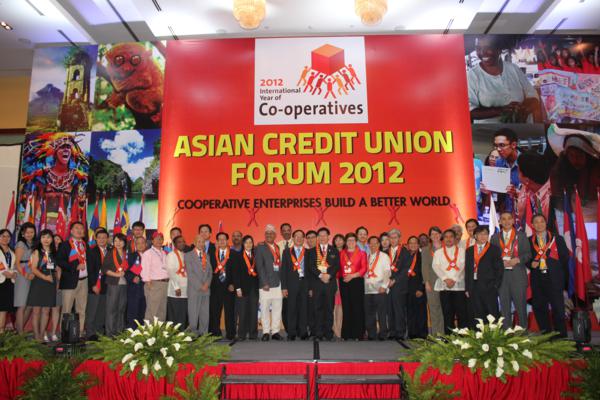 2012
International
Year of
Co-operatives
ASIAN CREDIT UNION
FORUM 2012
COOPERATIVE ENTERPRISES BUILD A BETTER WORLD